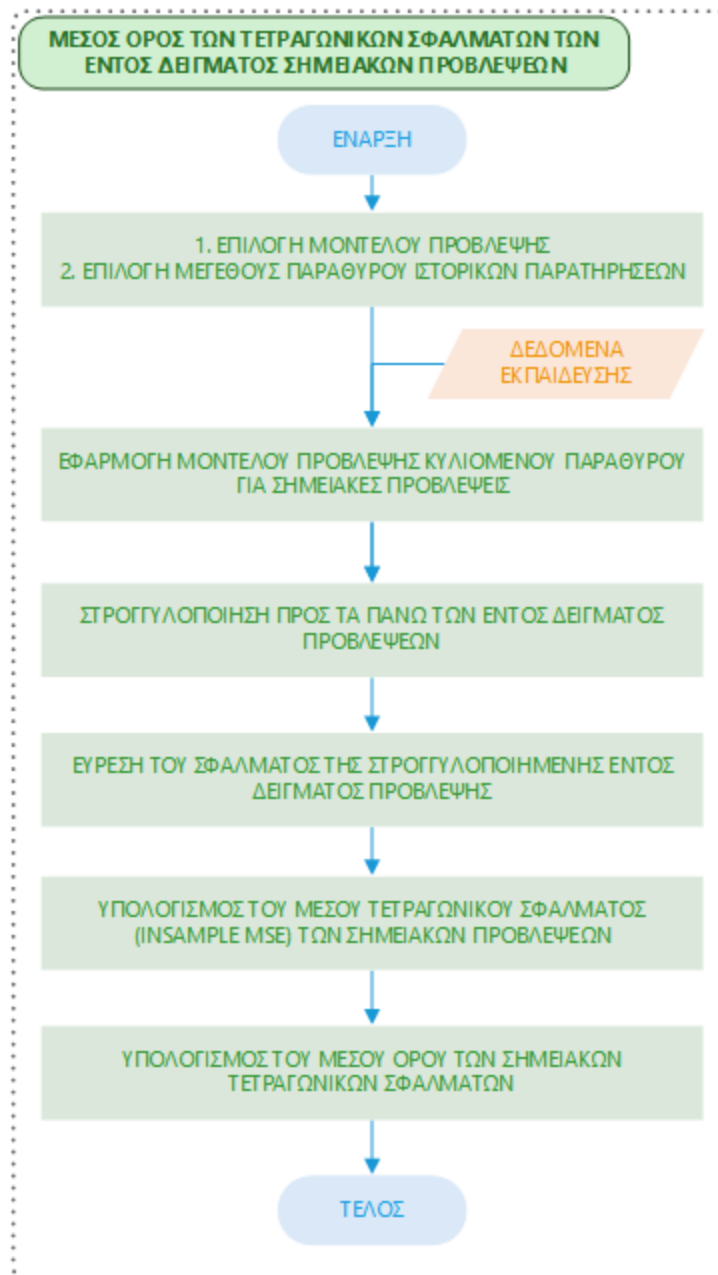 ΜΕΣΟΣ ΟΡΟΣ ΤΩΝ ΤΕΤΡΑΓΩΝΙΚΩΝ ΣΦΑΛΜΑΤΩΝ ΤΩΝ
ΕΝΤΟΣ ΔΕΙΓΜΑΤΟΣ ΣΗΜΕΙΑΚΩΝ ΠΡΟΒΛΕΨΕΩΝ
ΕΝΑΡΞΗ
1. ΕΠΙΛΟΓΗ ΜΟΝΤΕΛΟΥ ΠΡΟΒΛΕΨΗΣ
2. ΕΠΙΛΟΓΗ ΜΕΓΕΘΟΥΣ ΠΑΡΑΘΥΡΟΥ ΙΣΤΟΡΙΚΩΝ ΠΑΡΑΤΗΡΗΣΕΩΝ
ΔΕΔΟΜΕΝΑ
ΕΚΠΑΙΔΕΥΣΗΣ
ΕΦΑΡΜΟΓΗ ΜΟΝΤΕΛΟΥ ΠΡΟΒΛΕΨΗΣ ΚΥΛΙΟΜΕΝΟΥ ΠΑΡΑΘΥΡΟΥ
ΓΙΑ ΣΗΜΕΙΑΚΕΣ ΠΡΟΒΛΕΨΕΙΣ
ΣΤΡΟΓΓΥΛΟΠΟΙΗΣΗ ΠΡΟΣ ΤΑ ΠΑΝΩ ΤΩΝ ΕΝΤΟΣ ΔΕΙΓΜΑΤΟΣ
ΠΡΟΒΛΕΨΕΩΝ
ΕΥΡΕΣΗ ΤΟΥ ΣΦΑΛΜΑΤΟΣ ΤΗΣ ΣΤΡΟΓΓΥΛΟΠΟΙΗΜΕΝΗΣ ΕΝΤΟΣ
ΔΕΙΓΜΑΤΟΣ ΠΡΟΒΛΕΨΗΣ
ΥΠΟΛΟΓΙΣΜΟΣ ΤΟΥ ΜΕΣΟΥ ΤΕΤΡΑΓΩΝΙΚΟΥ ΣΦΑΛΜΑΤΟΣ
(INSAMPLE MSE) ΤΩΝ ΣΗΜΕΙΑΚΩΝ ΠΡΟΒΛΕΨΕΩΝ
ΥΠΟΛΟΓΙΣΜΟΣ ΤΟΥ ΜΕΣΟΥ ΟΡΟΥ ΤΩΝ ΣΗΜΕΙΑΚΩΝ
ΤΕΤΡΑΓΩΝΙΚΩΝ ΣΦΑΛΜΑΤΩΝ
ΤΕΛΟΣ